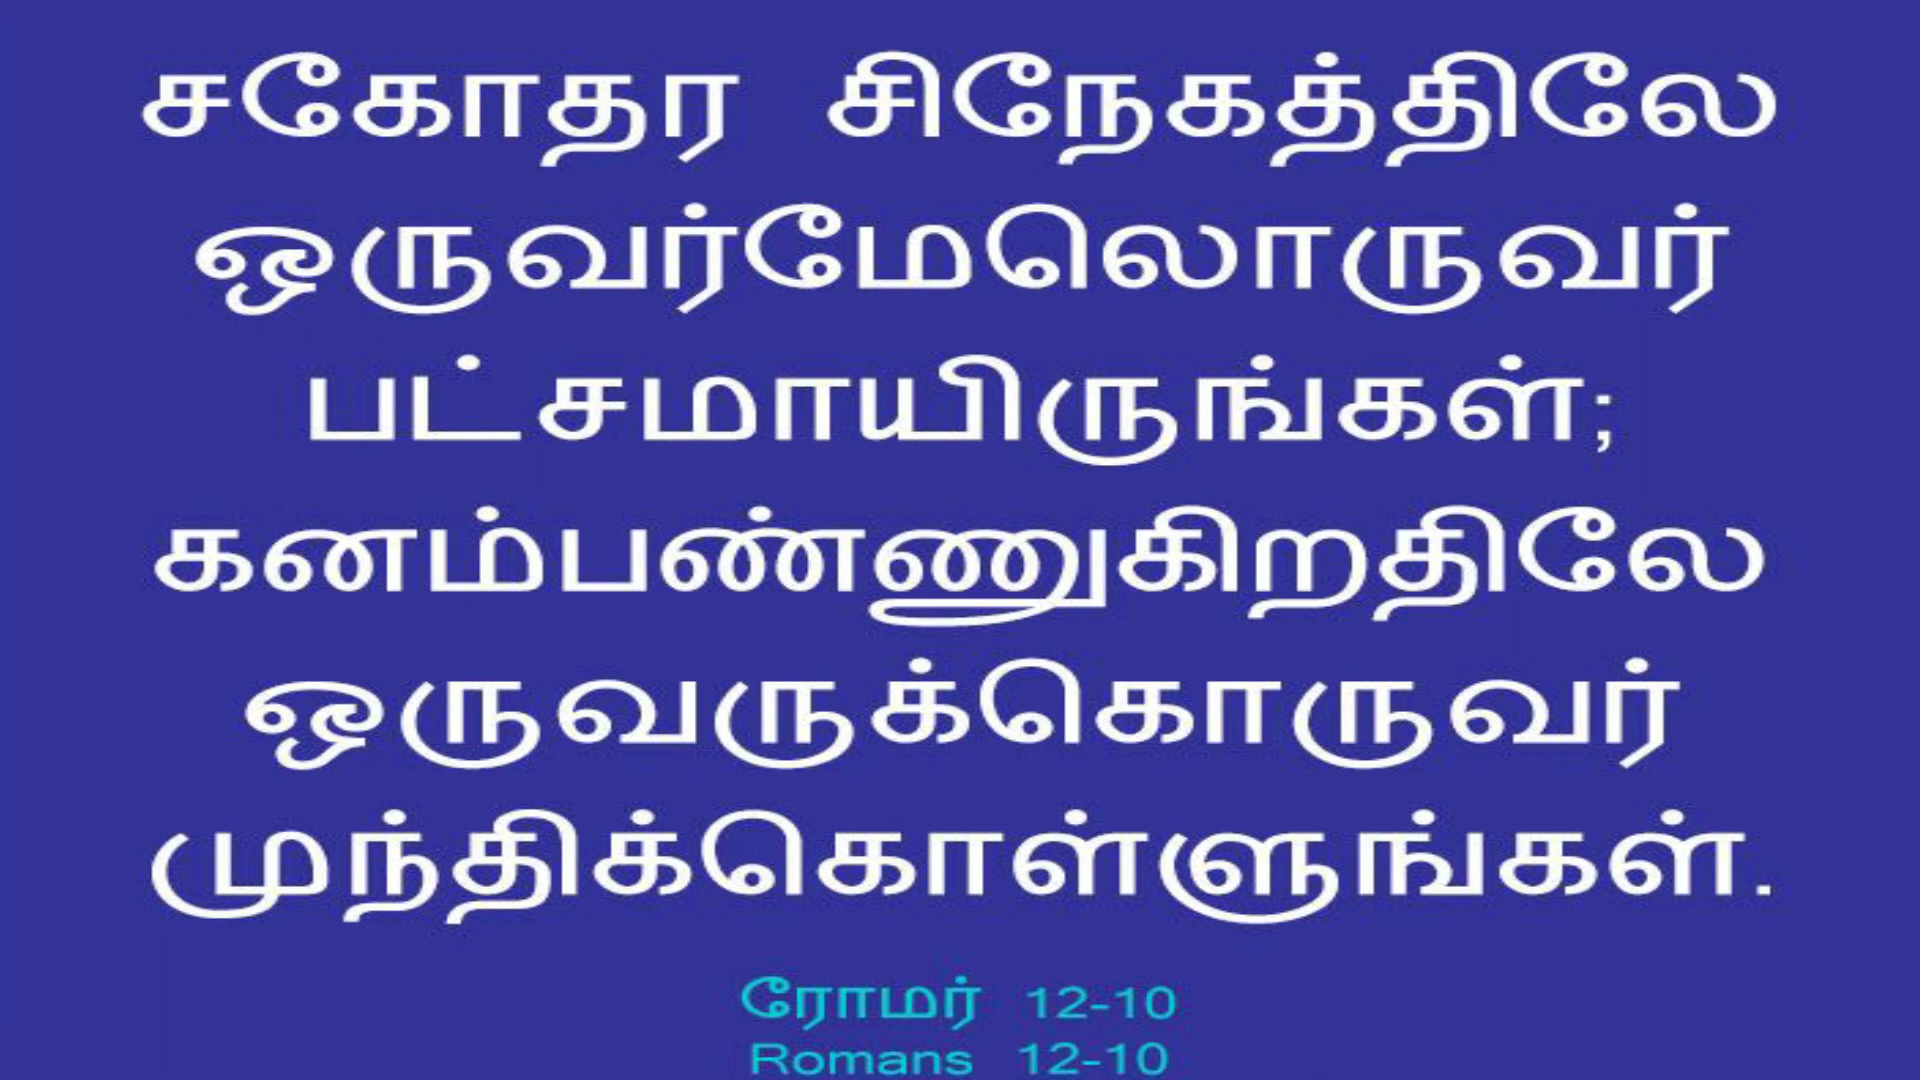 சகோதர சிநேகத்திலே
ஒருவர்மேலொருவர்
பட்சமாயிருங்கள்;
கனம்பண்ணுகிறதிலே
ஒருவருக்கொருவர்
முந்திக்கொள்ளுங்கள்.
ரோமர் 12-10
Romans 12-10